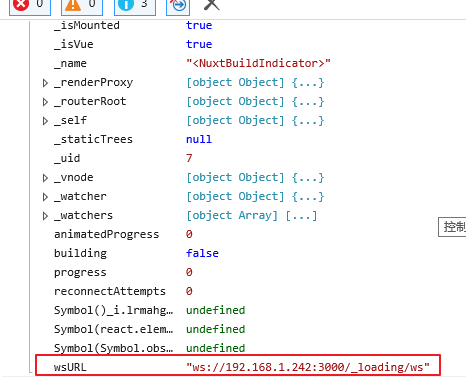 0 0 3
_isMounted true
_isVue true
_name "<NuxtBuildIndicator>"
_renderProxy [object Object] {...}
_routerRoot [object Object] {...}
_self [object Object] {...}
_staticTrees null
_uid 7
_vnode [object Object] {...}
_watcher [object Object] {...}
_watchers [object Array] [...]
控制
animatedProgress 0
building false
progress 0
reconnectAttempts 0
Symbol()_i.lrmahg… undefined
Symbol(react.elem… undefined
Symbol(Symbol.obs… undefined
wsURL "ws://192.168.1.242:3000/_loading/ws"